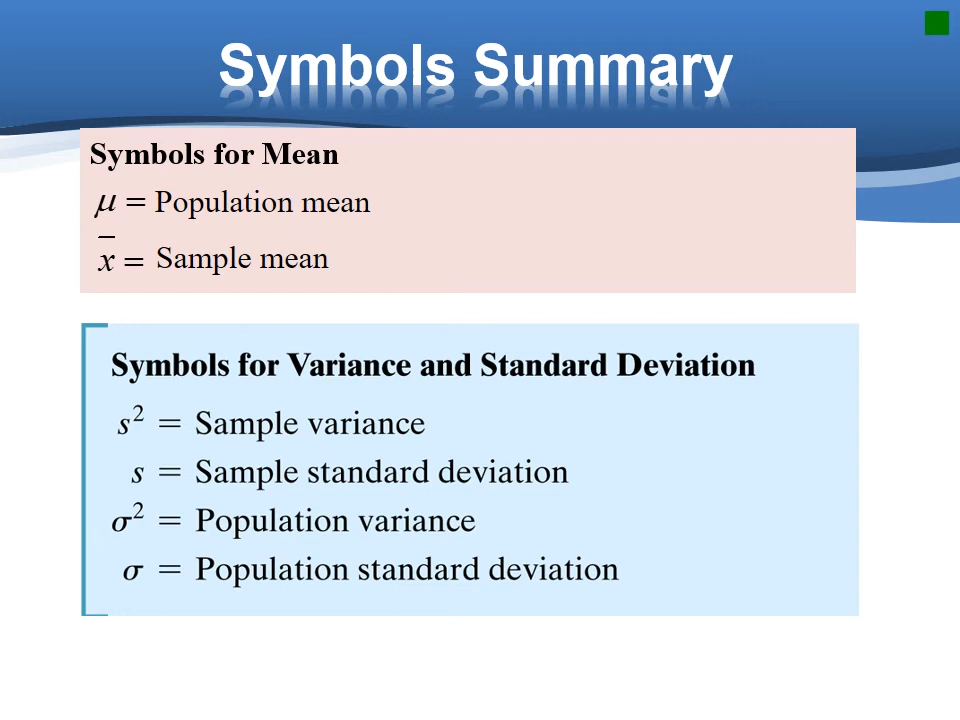 Symbols Summary
Symbols for Mean
μ = Population mean
x̄ = Sample mean
Symbols for Variance and Standard Deviation
s² = Sample variance
s = Sample standard deviation
σ² = Population variance
σ = Population standard deviation